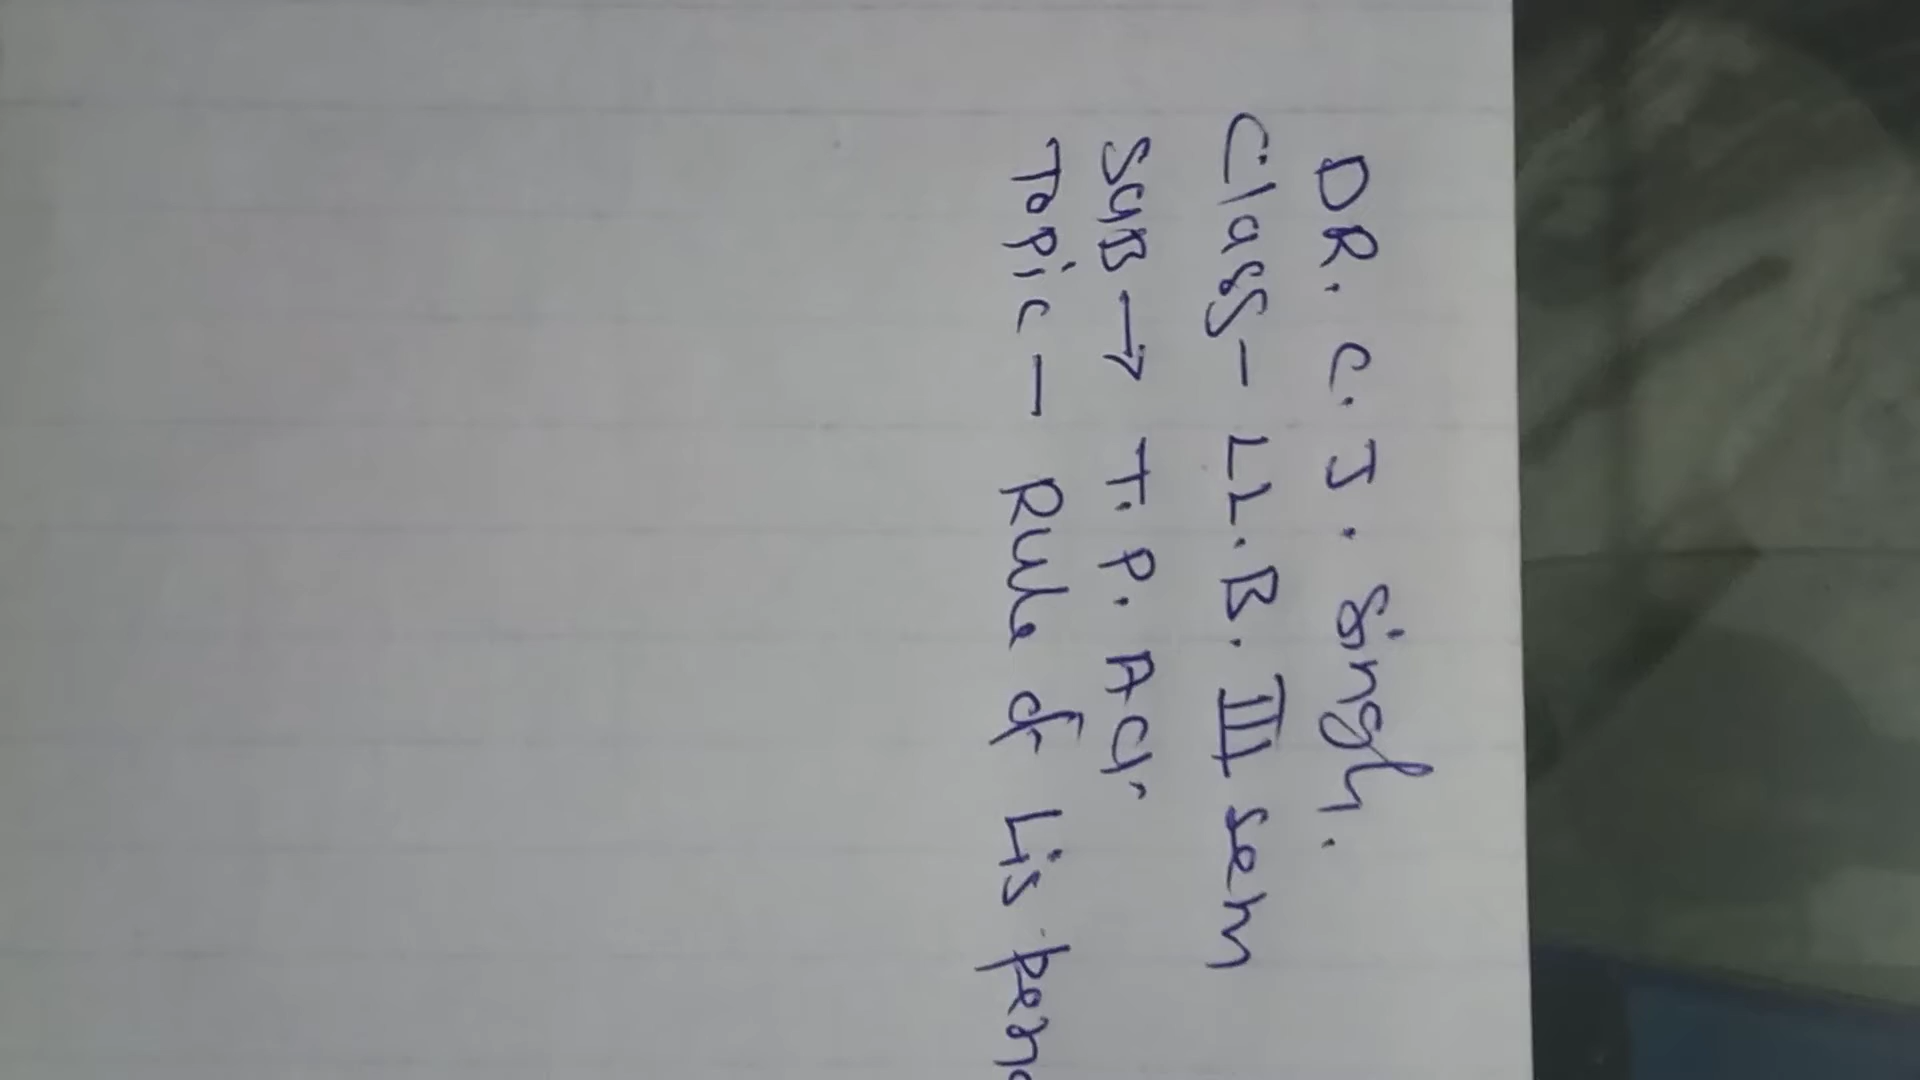 DR. C. J. Singh.
Class- LL.B. III Sem
SUB → T. P. Act.
Topic - Rule of Lis